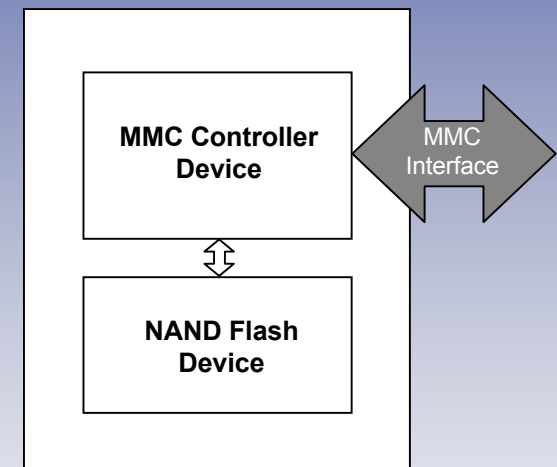 MMC Controller
Device
MMC
Interface
NAND Flash
Device